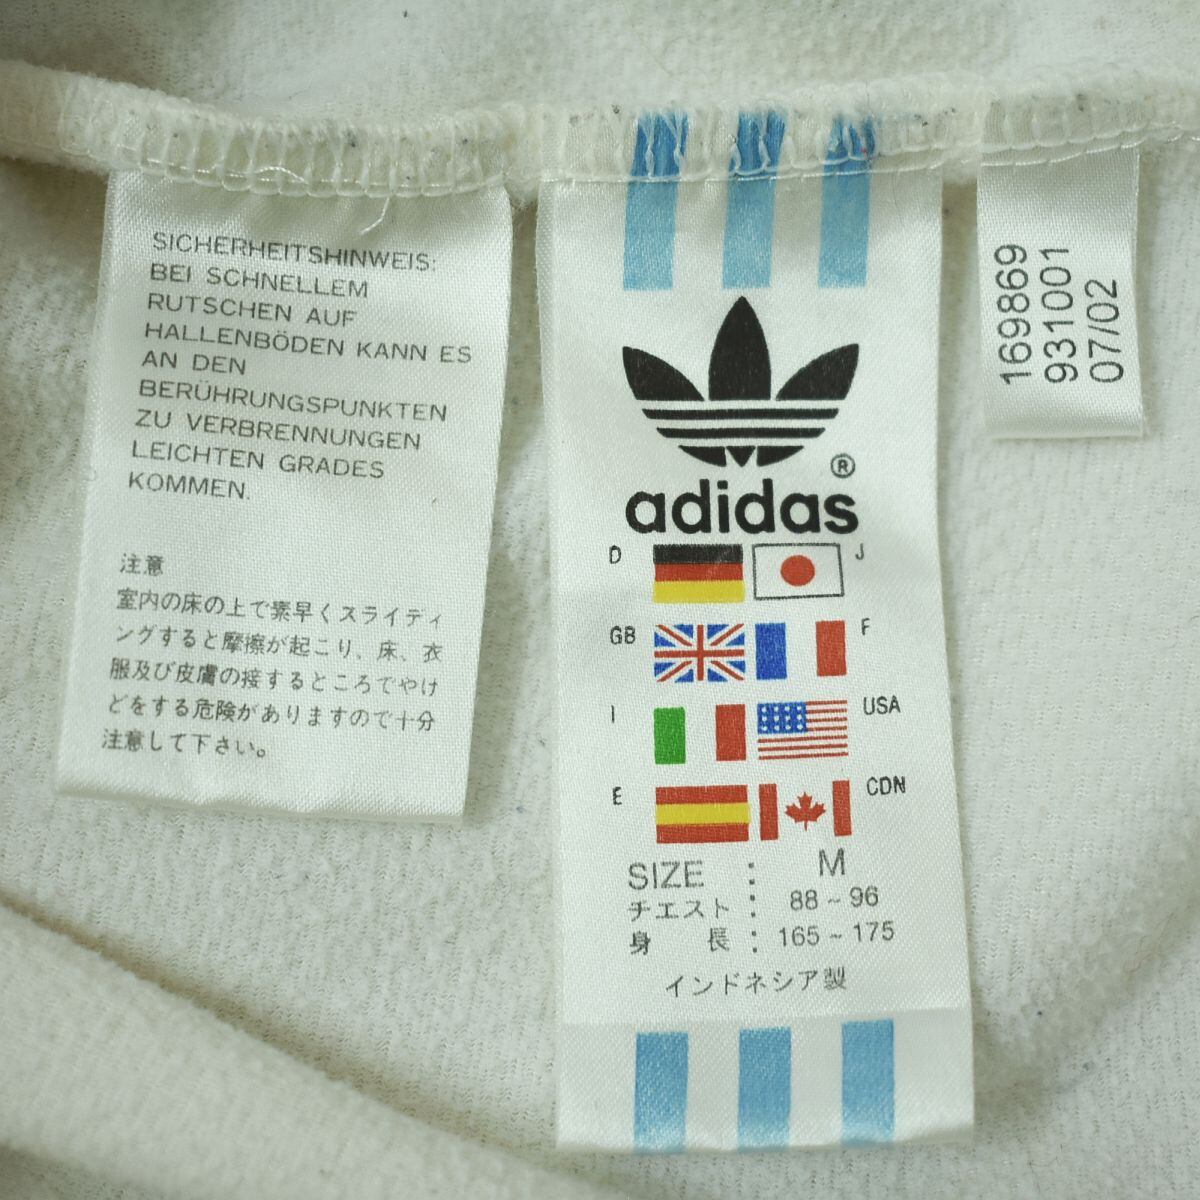 SICHERHEITSHINWEIS:
BEI SCHNELLEM
RUTSCHEN AUF
HALLENBÖDEN KANN ES
AN DEN
BERÜHRUNGSPUNKTEN
ZU VERBRENNUNGEN
LEICHTEN GRADES
KOMMEN.
注意
室内の床の上で素早くスライディ
ングすると摩擦が起こり、床、衣
服及び皮膚の接するところでやけ
どをする危険がありますので十分
注意して下さい。
®
adidas
D J
GB F
I USA
E CDN
SIZE : M
チエスト : 88~96
身 長 : 165~175
インドネシア製
169869
931001
07/02